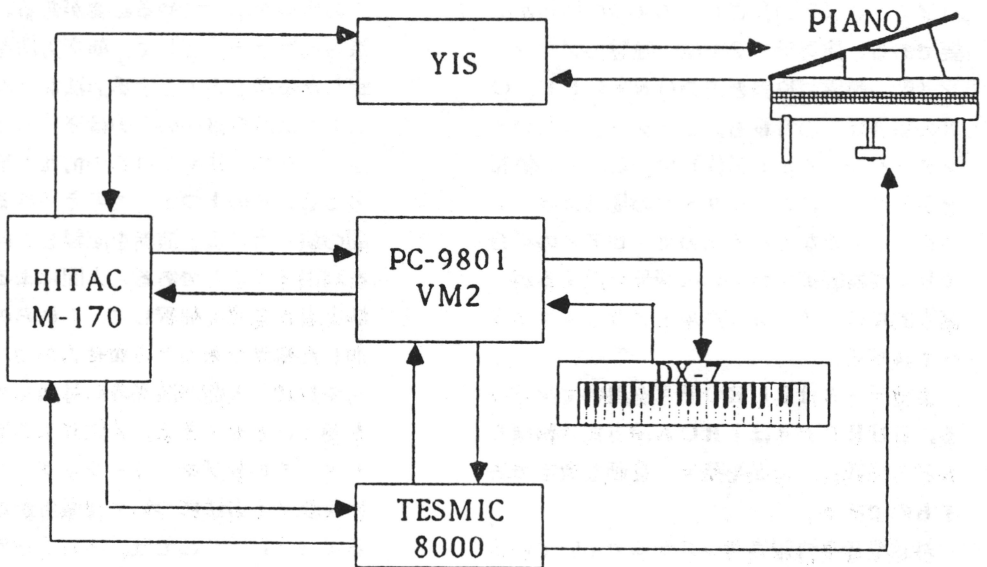 PIANO
YIS
HITAC
M-170
PC-9801
VM2
DX-7
TESMIC
8000